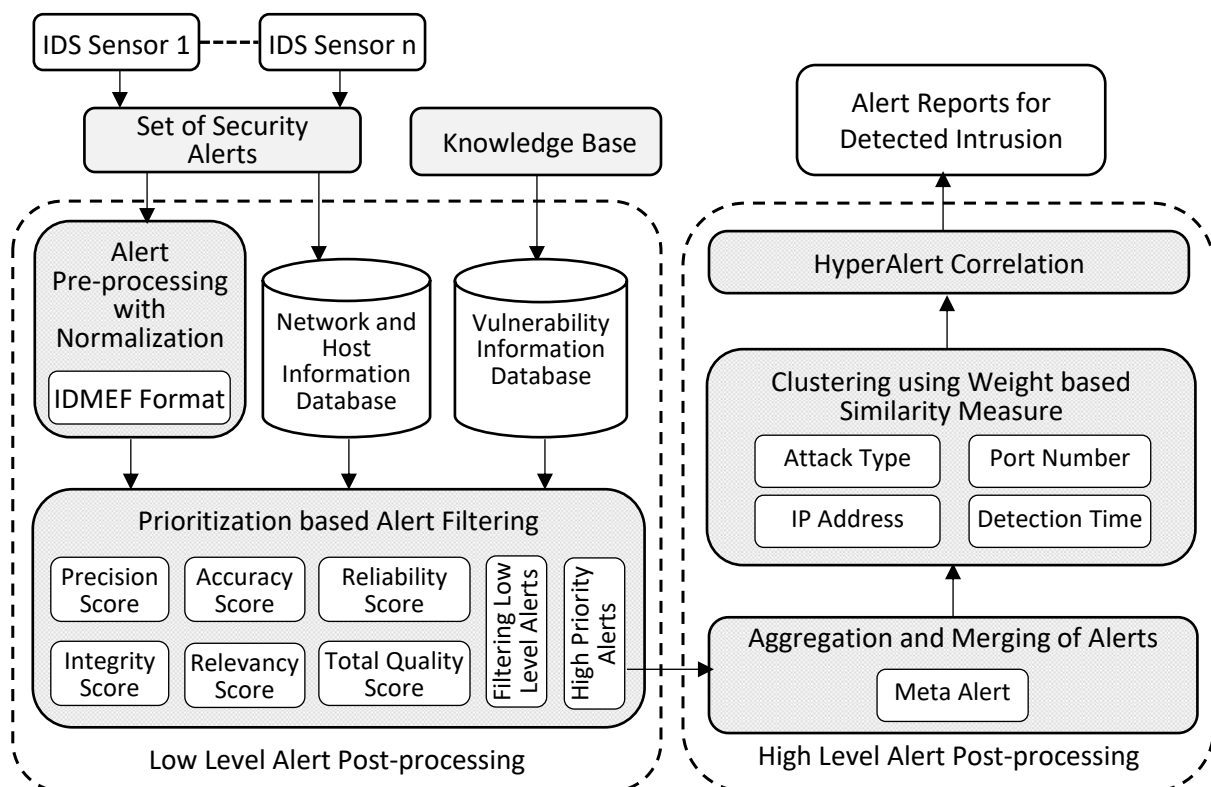 IDS Sensor 1
IDS Sensor n
Set of Security
Alerts
Knowledge Base
Alert
Pre-processing
with
Normalization
IDMEF Format
Network and
Host
Information
Database
Vulnerability
Information
Database
Prioritization based Alert Filtering
Precision
Score
Accuracy
Score
Reliability
Score
Integrity
Score
Relevancy
Score
Total Quality
Score
Filtering Low
Level Alerts
High Priority
Alerts
Low Level Alert Post-processing
Alert Reports for
Detected Intrusion
HyperAlert Correlation
Clustering using Weight based
Similarity Measure
Attack Type
Port Number
IP Address
Detection Time
Aggregation and Merging of Alerts
Meta Alert
High Level Alert Post-processing